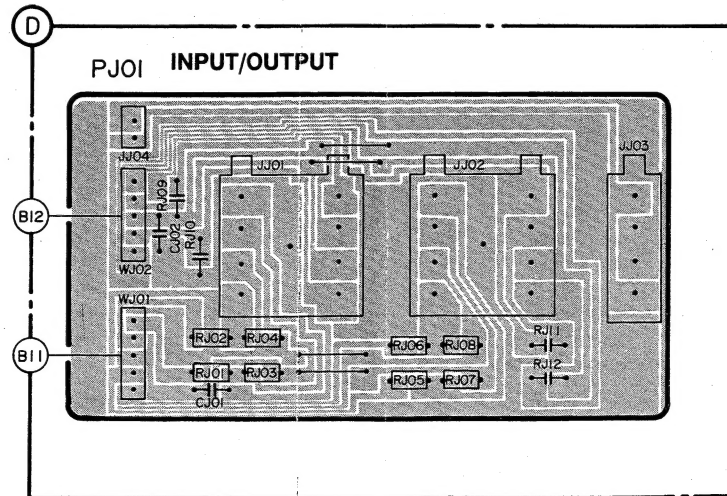 D
PJ01 INPUT/OUTPUT
JJ04
JJ01
JJ02
JJ03
B12
RJ09
CJ02
RJ10
WJ02
WJ01
B11
RJ02
RJ04
RJ06
RJ08
RJ11
RJ01
RJ03
RJ05
RJ07
RJ12
CJ01